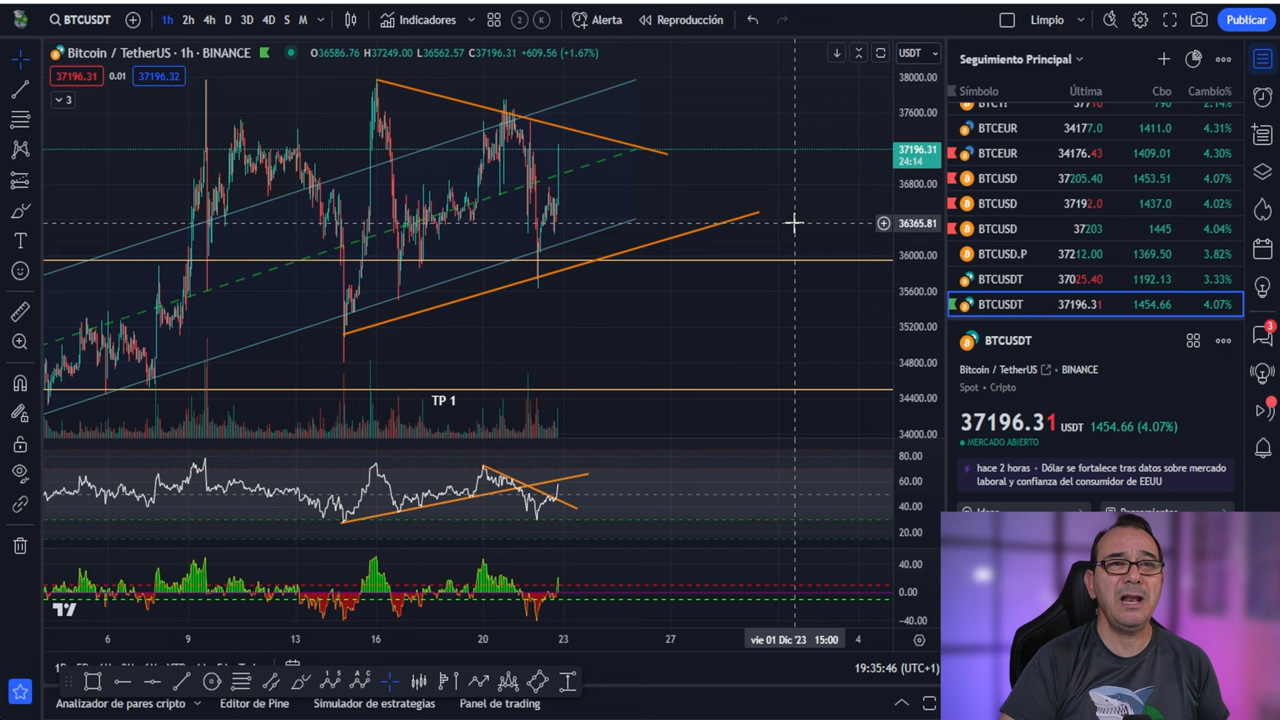 BTCUSDT 1h 2h 4h D 3D 4D S M Indicadores 2 K Alerta Reproducción Limpio Publicar
Bitcoin / TetherUS · 1h · BINANCE O36586.76 H37249.00 L36562.57 C37196.31 +609.56 (+1.67%) USDT
37196.31 0.01 37196.32
3
38000.00
37600.00
37196.31
24:14
36800.00
36365.81
36000.00
35600.00
35200.00
34800.00
34400.00
34000.00
TP 1
80.00
60.00
40.00
20.00
40.00
0.00
−40.00
6 9 13 16 20 23 27 vie 01 Dic '23 15:00 4
19:35:46 (UTC+1)
Analizador de pares cripto Editor de Pine Simulador de estrategias Panel de trading
Seguimiento Principal
Símbolo Última Cbo Cambio%
BTCEUR 34177.0 1411.0 4.31%
BTCEUR 34176.43 1409.01 4.30%
BTCUSD 37205.40 1453.51 4.07%
BTCUSD 37192.0 1437.0 4.02%
BTCUSD 37203 1445 4.04%
BTCUSD.P 37212.00 1369.50 3.82%
BTCUSDT 37025.40 1192.13 3.33%
BTCUSDT 37196.31 1454.66 4.07%
BTCUSDT
Bitcoin / TetherUS · BINANCE
Spot · Cripto
37196.31 USDT 1454.66 (4.07%)
MERCADO ABIERTO
hace 2 horas · Dólar se fortalece tras datos sobre mercado
laboral y confianza del consumidor de EEUU
3